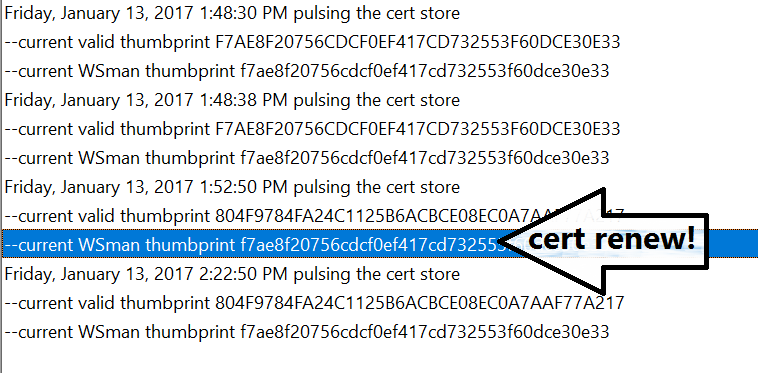 Friday, January 13, 2017 1:48:30 PM pulsing the cert store
--current valid thumbprint F7AE8F20756CDCF0EF417CD732553F60DCE30E33
--current WSman thumbprint f7ae8f20756cdcf0ef417cd732553f60dce30e33
Friday, January 13, 2017 1:48:38 PM pulsing the cert store
--current valid thumbprint F7AE8F20756CDCF0EF417CD732553F60DCE30E33
--current WSman thumbprint f7ae8f20756cdcf0ef417cd732553f60dce30e33
Friday, January 13, 2017 1:52:50 PM pulsing the cert store
--current valid thumbprint
--current WSman thumbprint
cert renew!
Friday, January 13, 2017 2:22:50 PM pulsing the cert store
--current valid thumbprint 804F9784FA24C1125B6ACBCE08EC0A7AAF77A217
--current WSman thumbprint f7ae8f20756cdcf0ef417cd732553f60dce30e33